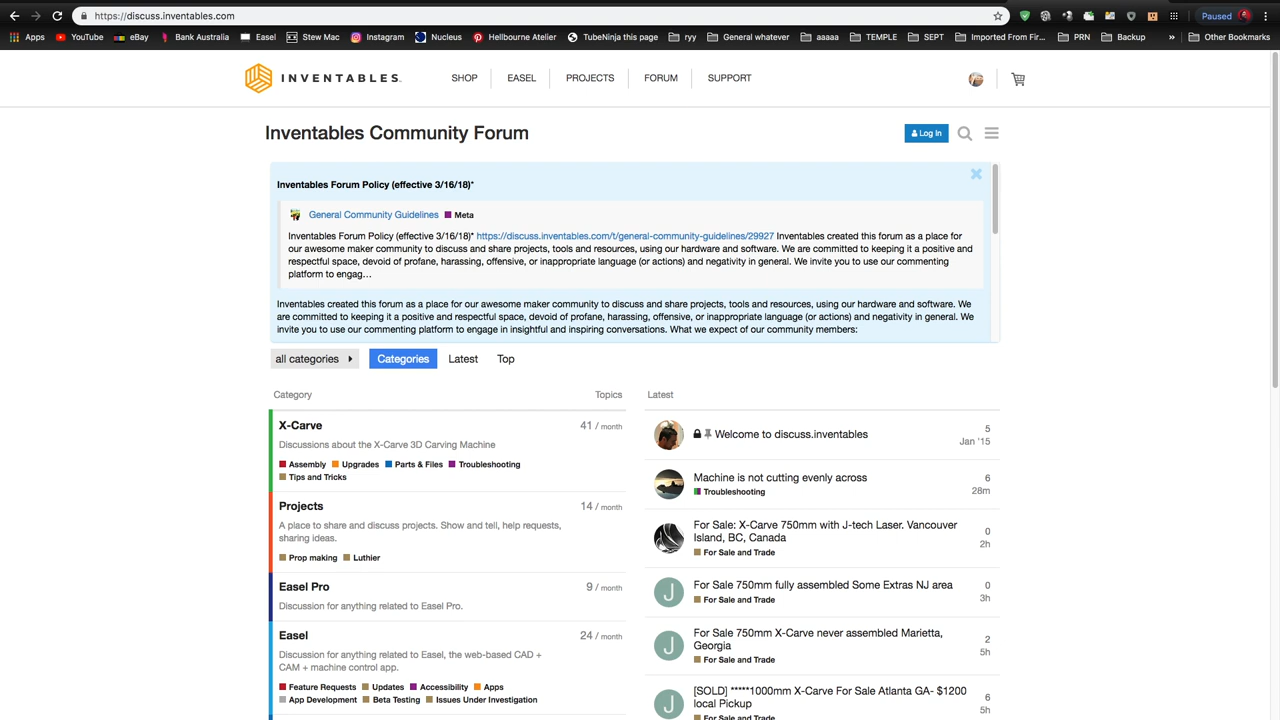 https://discuss.inventables.com
Paused
Apps YouTube eBay Bank Australia Easel Stew Mac Instagram Nucleus Hellbourne Atelier TubeNinja this page ryy General whatever aaaaa TEMPLE SEPT Imported From Fir... PRN Backup » Other Bookmarks
INVENTABLES SHOP EASEL PROJECTS FORUM SUPPORT
Inventables Community Forum
Log In
Inventables Forum Policy (effective 3/16/18)*
General Community Guidelines Meta
Inventables Forum Policy (effective 3/16/18)* https://discuss.inventables.com/t/general-community-guidelines/29927 Inventables created this forum as a place for
our awesome maker community to discuss and share projects, tools and resources, using our hardware and software. We are committed to keeping it a positive and
respectful space, devoid of profane, harassing, offensive, or inappropriate language (or actions) and negativity in general. We invite you to use our commenting
platform to engag...
Inventables created this forum as a place for our awesome maker community to discuss and share projects, tools and resources, using our hardware and software. We
are committed to keeping it a positive and respectful space, devoid of profane, harassing, offensive, or inappropriate language (or actions) and negativity in general. We
invite you to use our commenting platform to engage in insightful and inspiring conversations. What we expect of our community members:
all categories Categories Latest Top
Category Topics
X-Carve 41 / month
Discussions about the X-Carve 3D Carving Machine
Assembly Upgrades Parts & Files Troubleshooting
Tips and Tricks
Projects 14 / month
A place to share and discuss projects. Show and tell, help requests,
sharing ideas.
Prop making Luthier
Easel Pro 9 / month
Discussion for anything related to Easel Pro.
Easel 24 / month
Discussion for anything related to Easel, the web-based CAD +
CAM + machine control app.
Feature Requests Updates Accessibility Apps
App Development Beta Testing Issues Under Investigation
Latest
Welcome to discuss.inventables 5
Jan '15
Machine is not cutting evenly across 6
Troubleshooting 28m
For Sale: X-Carve 750mm with J-tech Laser. Vancouver
Island, BC, Canada 0
For Sale and Trade 2h
J For Sale 750mm fully assembled Some Extras NJ area 0
For Sale and Trade 3h
J For Sale 750mm X-Carve never assembled Marietta,
Georgia 2
For Sale and Trade 5h
J [SOLD] *****1000mm X-Carve For Sale Atlanta GA- $1200
local Pickup 6
For Sale and Trade 5h